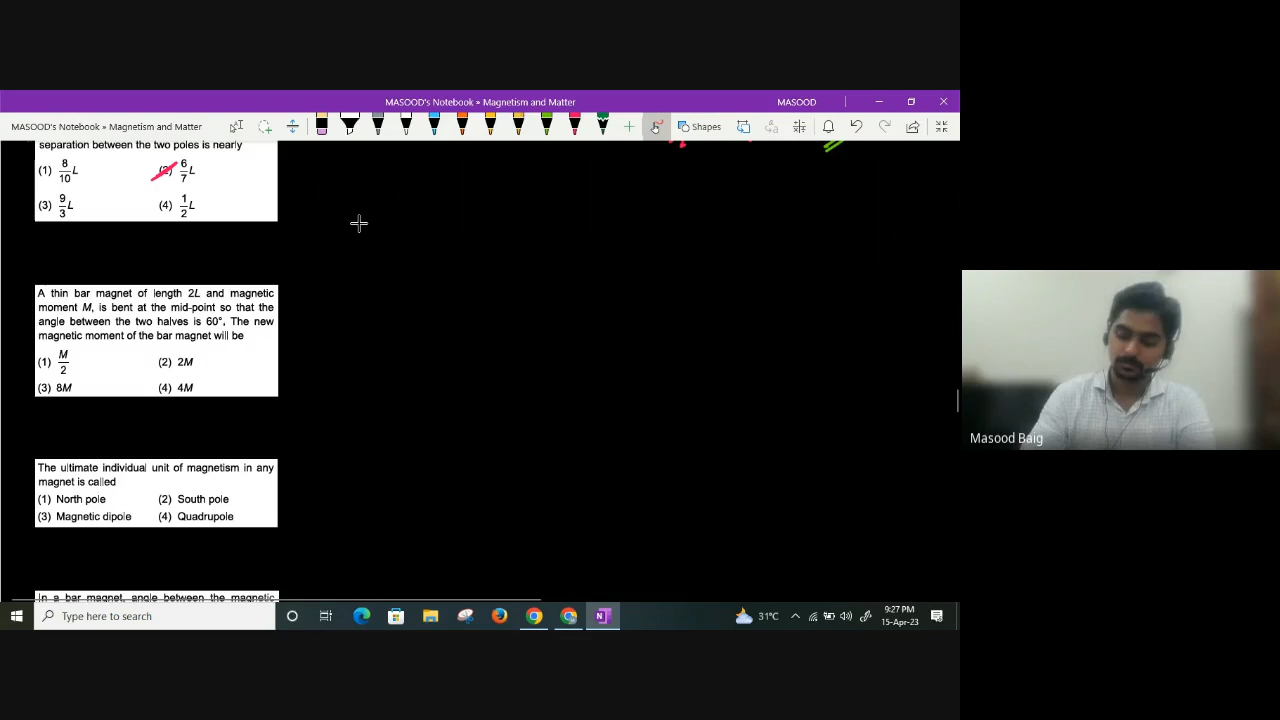 MASOOD's Notebook » Magnetism and Matter
MASOOD
MASOOD's Notebook » Magnetism and Matter
Shapes
separation between the two poles is nearly
(1) 8/10 L (2) 6/7 L
(3) 9/3 L (4) 1/2 L
A thin bar magnet of length 2L and magnetic
moment M, is bent at the mid-point so that the
angle between the two halves is 60°, The new
magnetic moment of the bar magnet will be
(1) M/2 (2) 2M
(3) 8M (4) 4M
The ultimate individual unit of magnetism in any
magnet is called
(1) North pole (2) South pole
(3) Magnetic dipole (4) Quadrupole
In a bar magnet, angle between the magnetic
Masood Baig
Type here to search
31°C
9:27 PM
15-Apr-23